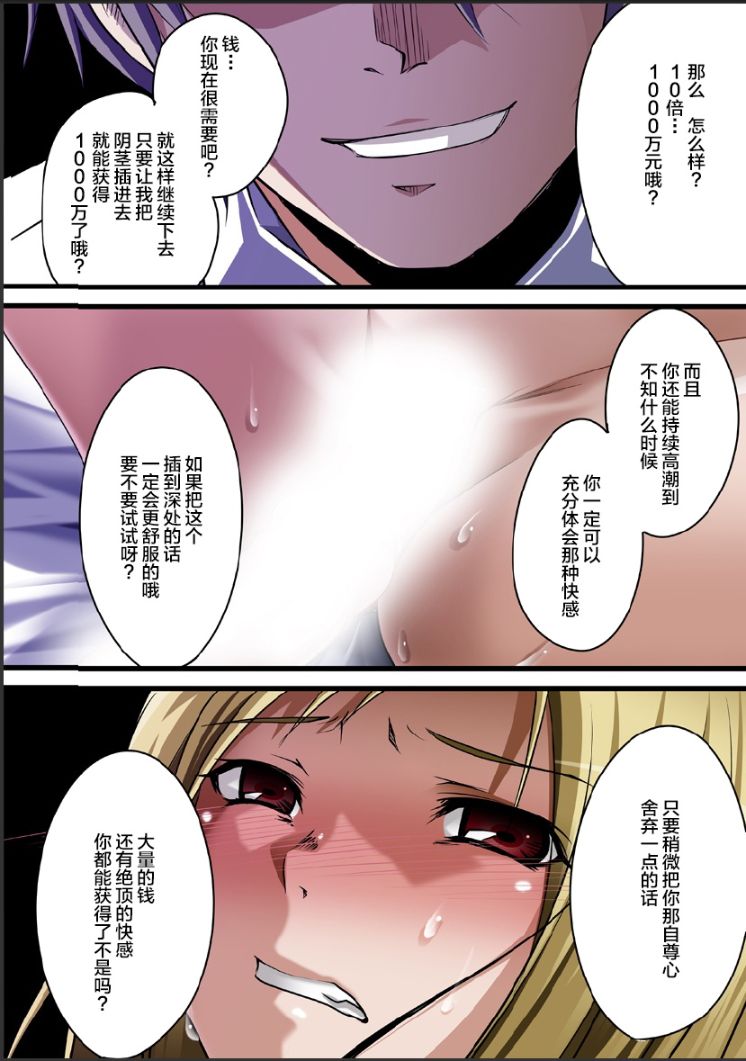 那么 怎么样？
10倍…
1000万元哦？
钱…
你现在很需要吧？
就这样继续下去
只要让我把
阴茎插进去
就能获得
1000万了哦？
而且
你还能持续高潮到
不知什么时候
你一定可以
充分体会那种快感
如果把这个
插到深处的话
一定会更舒服的哦
要不要试试呀？
只要稍微把你那自尊心
舍弃一点的话
大量的钱
还有绝顶的快感
你都能获得了不是吗？